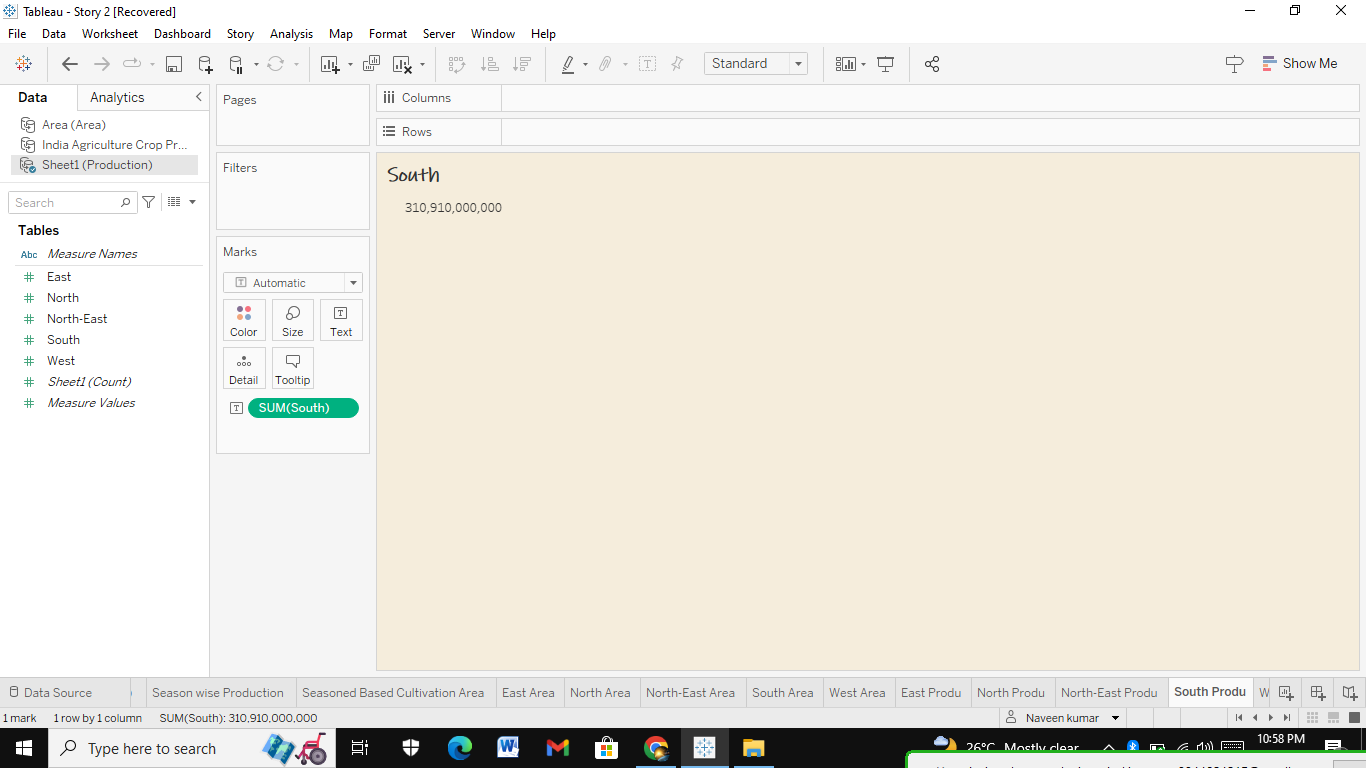 Tableau - Story 2 [Recovered]
File Data Worksheet Dashboard Story Analysis Map Format Server Window Help
Standard
Show Me
Data Analytics
Area (Area)
India Agriculture Crop Pr...
Sheet1 (Production)
Search
Tables
Abc Measure Names
East
North
North-East
South
West
Sheet1 (Count)
Measure Values
Pages
Filters
Marks
Automatic
Color Size Text
Detail Tooltip
SUM(South)
Columns
Rows
South
310,910,000,000
Data Source Season wise Production Seasoned Based Cultivation Area East Area North Area North-East Area South Area West Area East Produ North Produ North-East Produ South Produ W
1 mark 1 row by 1 column SUM(South): 310,910,000,000 Naveen kumar
Type here to search
26°C Mostly clear
10:58 PM